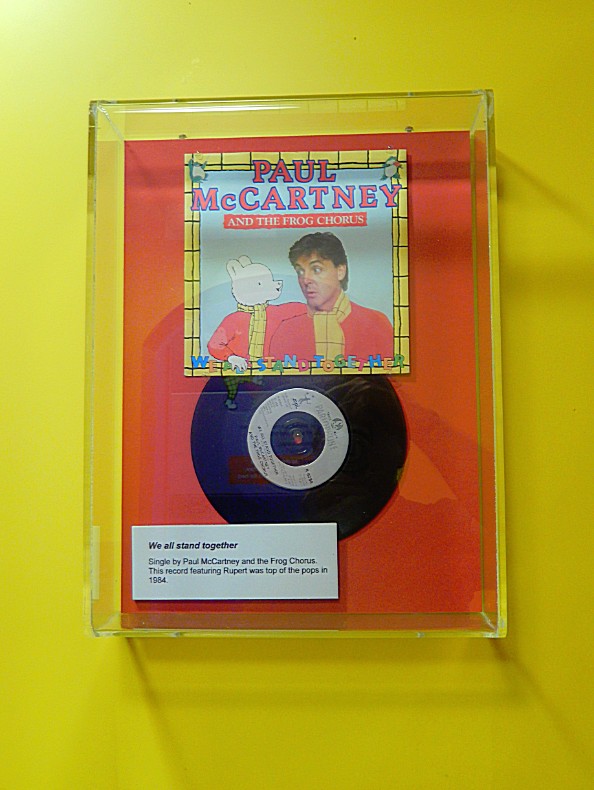 PAUL
McCARTNEY
AND THE FROG CHORUS
WE ALL STAND TOGETHER
We all stand together
Single by Paul McCartney and the Frog Chorus.
This record featuring Rupert was top of the pops in
1984.